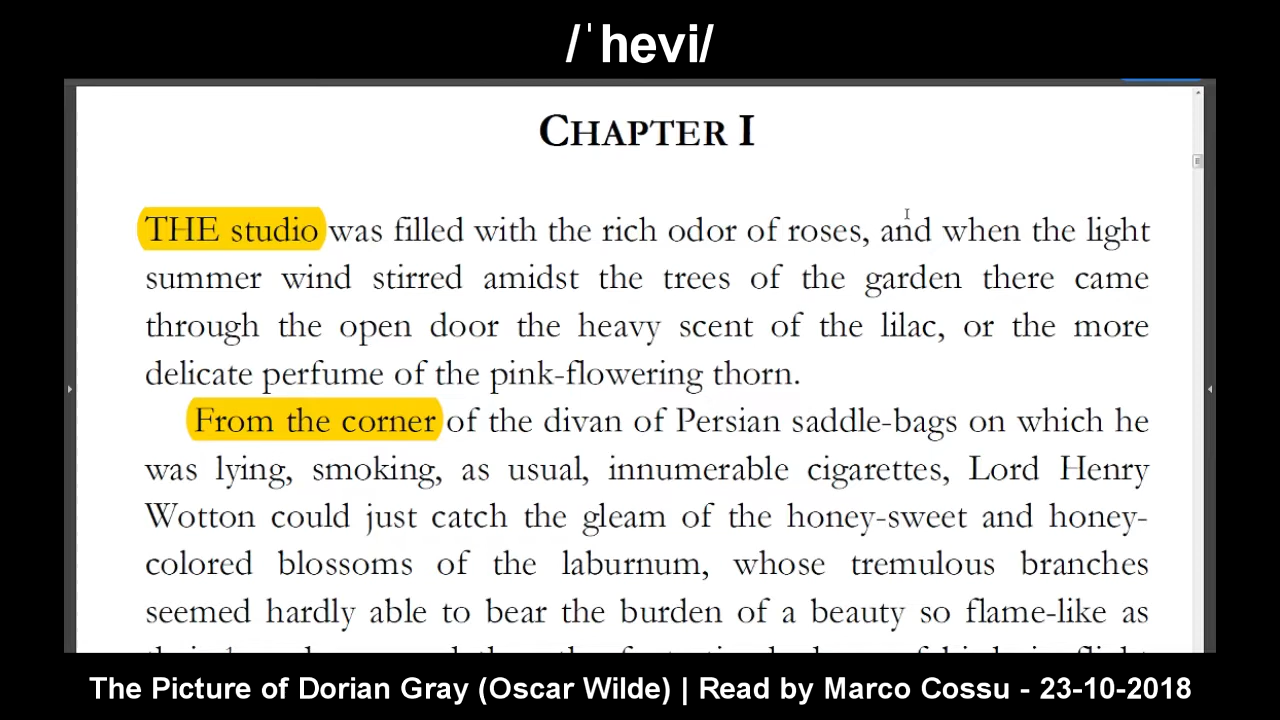 /ˈhevi/
CHAPTER I
THE studio was filled with the rich odor of roses, and when the light
summer wind stirred amidst the trees of the garden there came
through the open door the heavy scent of the lilac, or the more
delicate perfume of the pink-flowering thorn.
From the corner of the divan of Persian saddle-bags on which he
was lying, smoking, as usual, innumerable cigarettes, Lord Henry
Wotton could just catch the gleam of the honey-sweet and honey-
colored blossoms of the laburnum, whose tremulous branches
seemed hardly able to bear the burden of a beauty so flame-like as
The Picture of Dorian Gray (Oscar Wilde) | Read by Marco Cossu - 23-10-2018